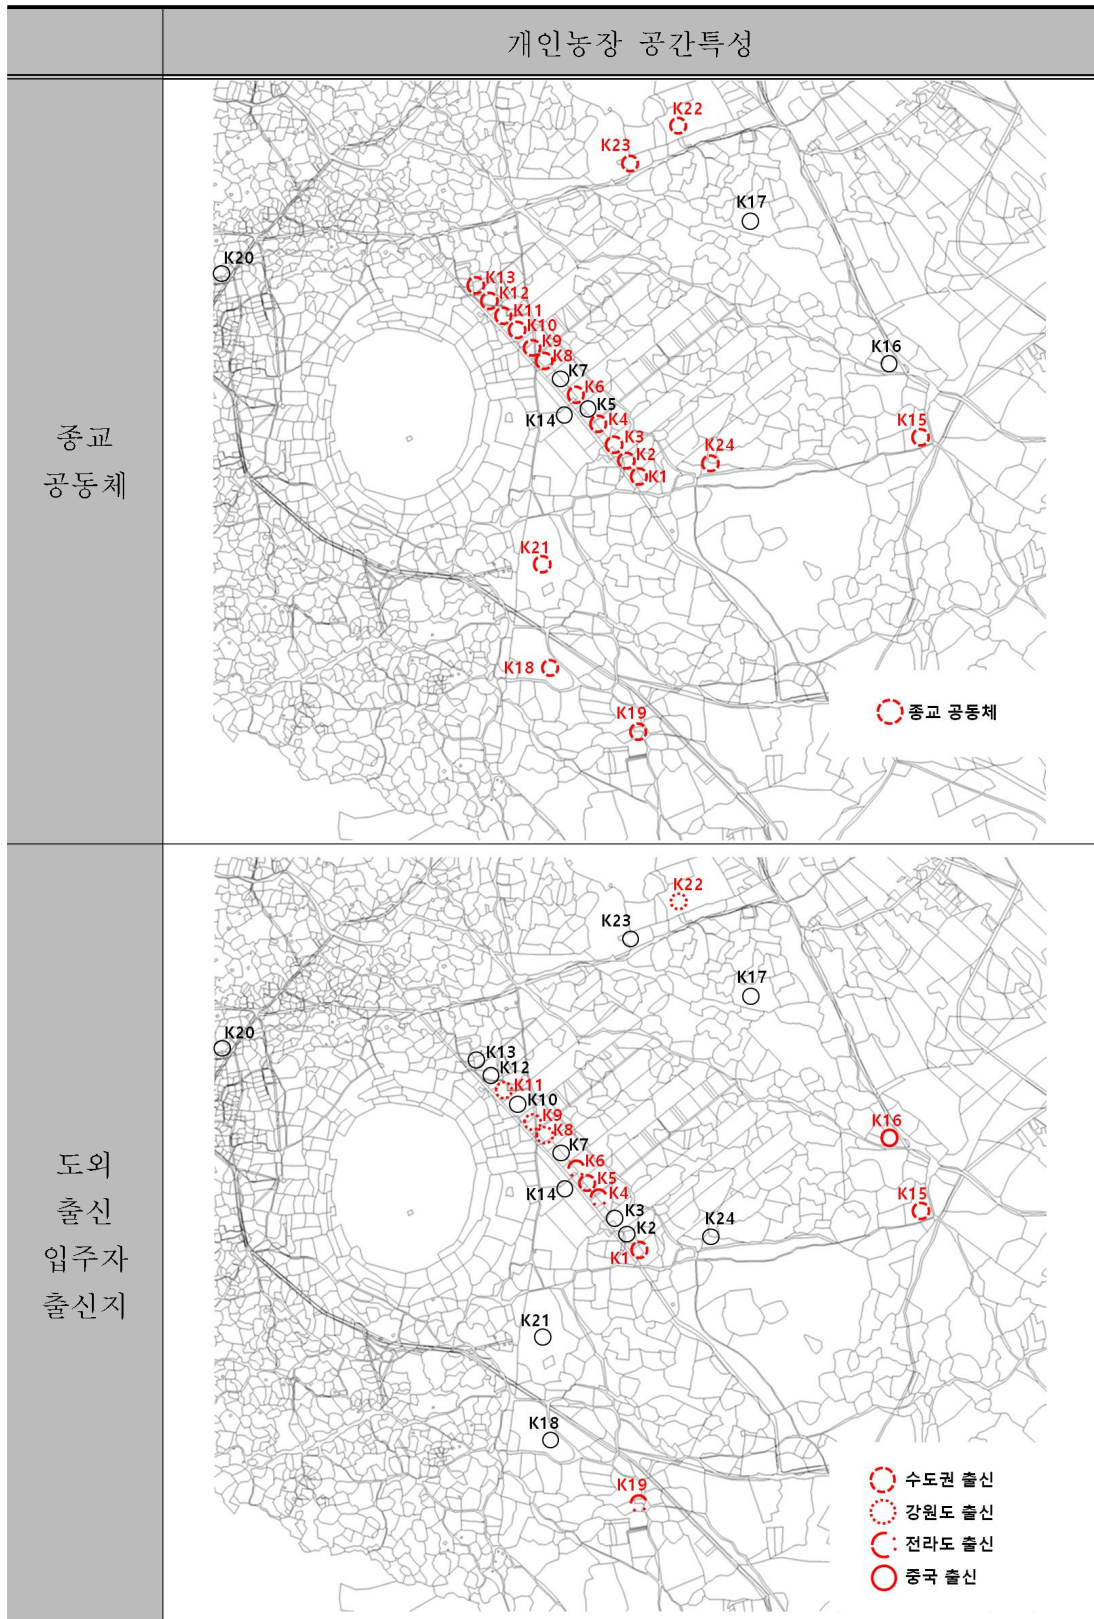 개인농장 공간특성
종교
공동체
K22
K23
K17
K20
K13
K12
K11
K10
K9
K8
K7
K16
K6
K5
K14
K4
K15
K3
K24
K2
K1
K21
K18
K19
종교 공동체
도외
출신
입주자
출신지
K22
K23
K17
K20
K13
K12
K11
K10
K9
K16
K8
K7
K6
K5
K14
K4
K15
K3
K24
K2
K1
K21
K18
K19
수도권 출신
강원도 출신
전라도 출신
중국 출신